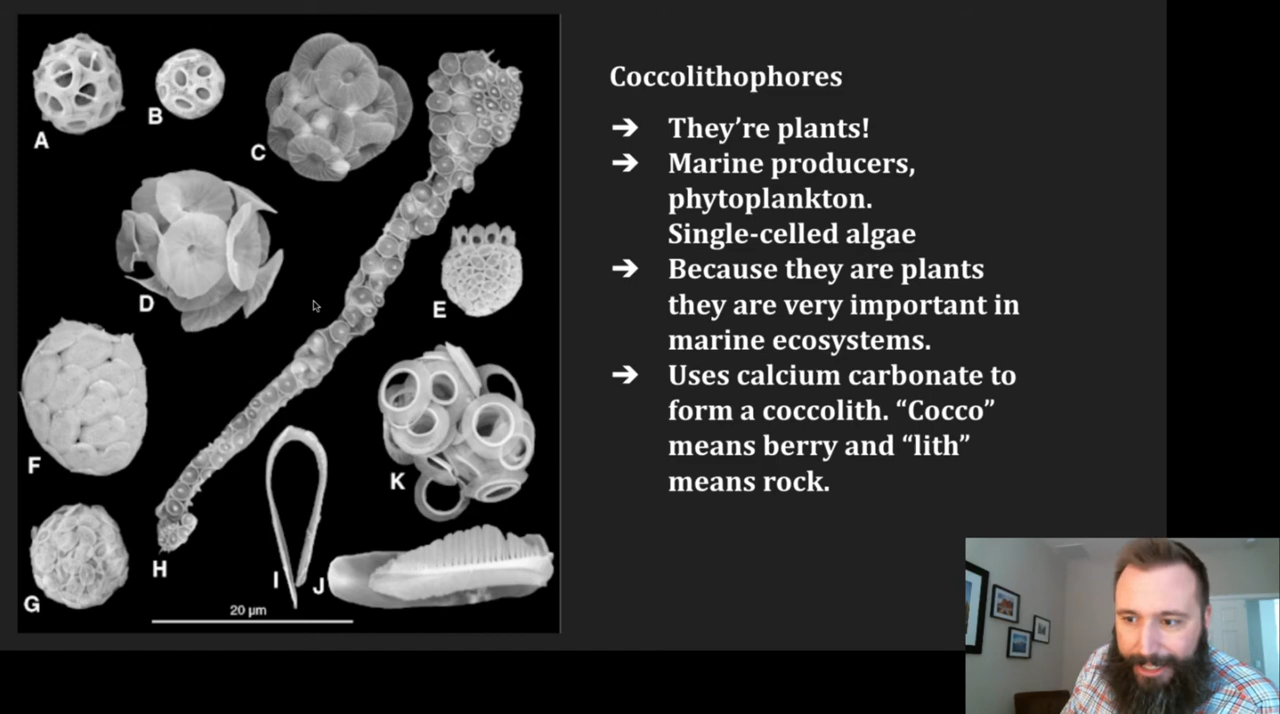 Coccolithophores
➔ They're plants!
➔ Marine producers,
phytoplankton.
Single-celled algae
➔ Because they are plants
they are very important in
marine ecosystems.
➔ Uses calcium carbonate to
form a coccolith. “Cocco”
means berry and “lith”
means rock.
A
B
C
D
E
F
K
H
I
J
G
20 µm